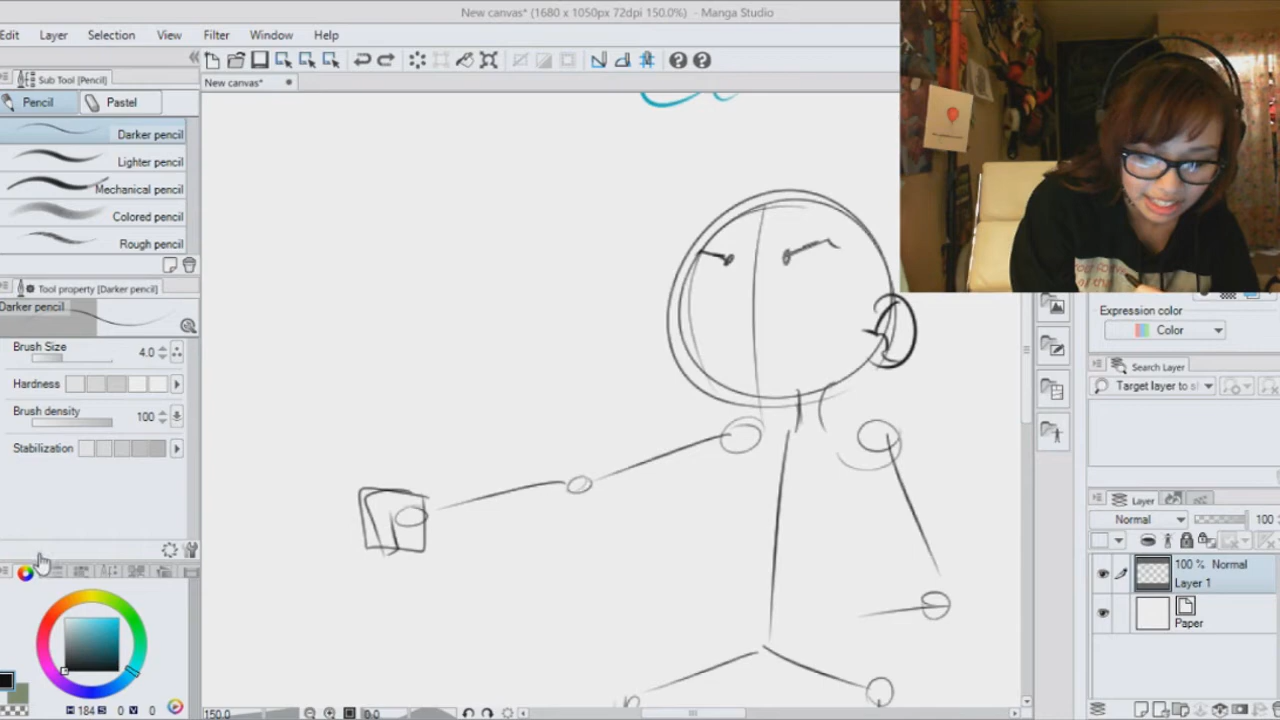 New canvas* (1680 x 1050px 72dpi 150.0%) - Manga Studio
Edit Layer Selection View Filter Window Help
Sub Tool [Pencil]
New canvas*
Pencil Pastel
Darker pencil
Lighter pencil
Mechanical pencil
Colored pencil
Rough pencil
Tool property [Darker pencil]
Darker pencil
Brush Size 4.0
Hardness
Brush density 100
Stabilization
H 184 S 0 V 0
150.0 0.0
Expression color
Color
Search Layer
Target layer to
Layer
Normal 100
100 % Normal
Layer 1
Paper